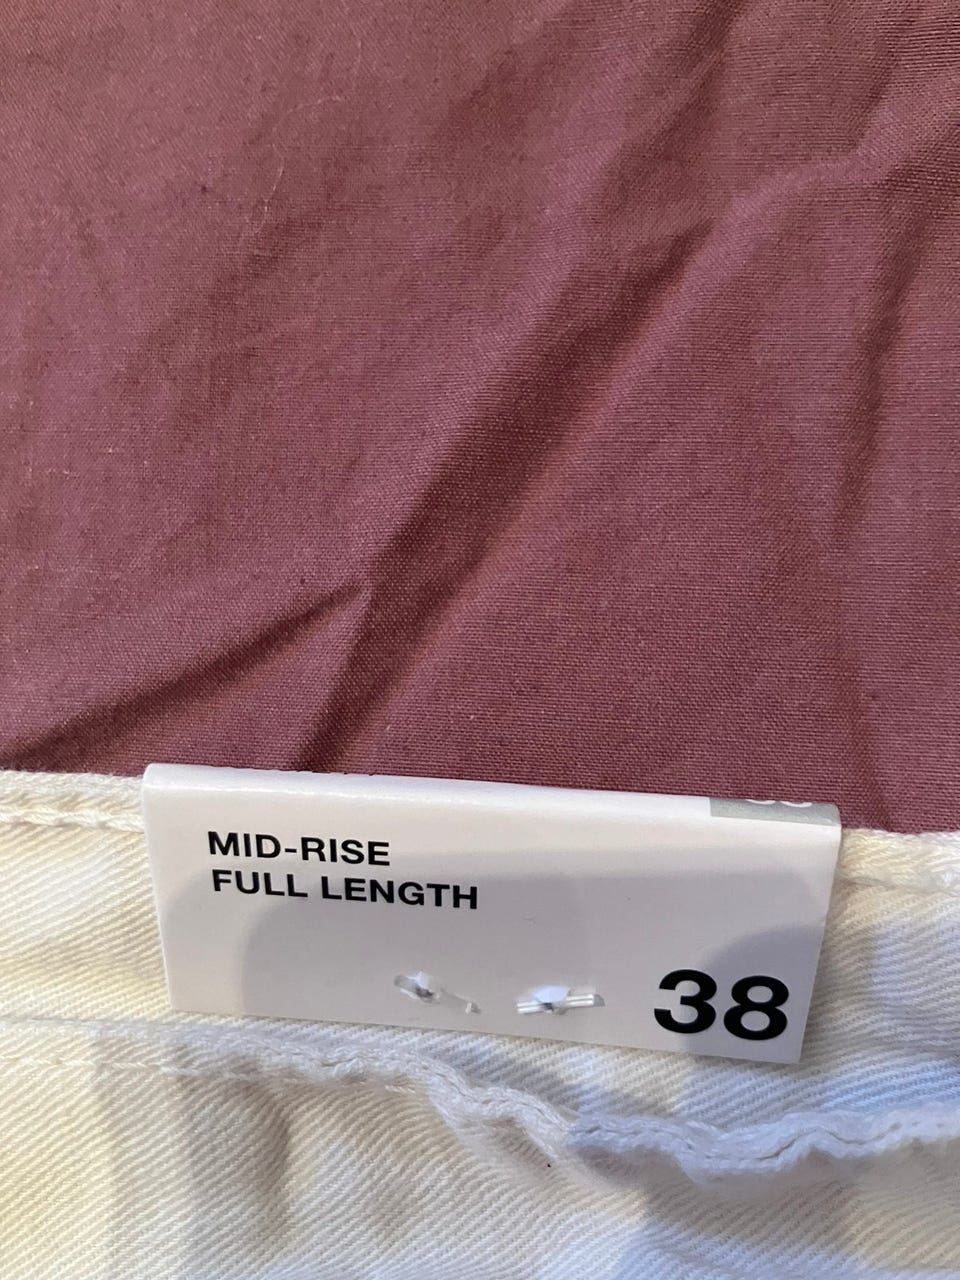 MID-RISE
FULL LENGTH
38